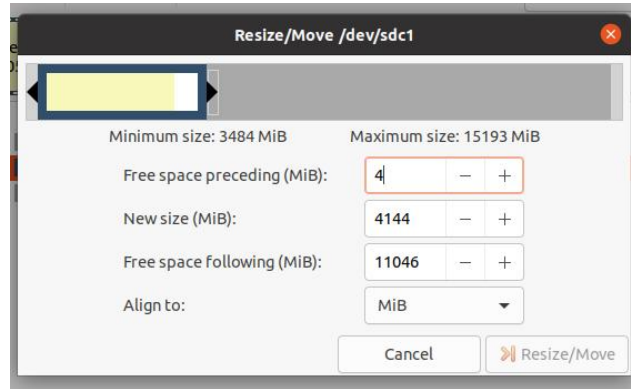 Resize/Move /dev/sdc1
Minimum size: 3484 MiB Maximum size: 15193 MiB
Free space preceding (MiB): 4 − +
New size (MiB): 4144 − +
Free space following (MiB): 11046 − +
Align to: MiB
Cancel Resize/Move